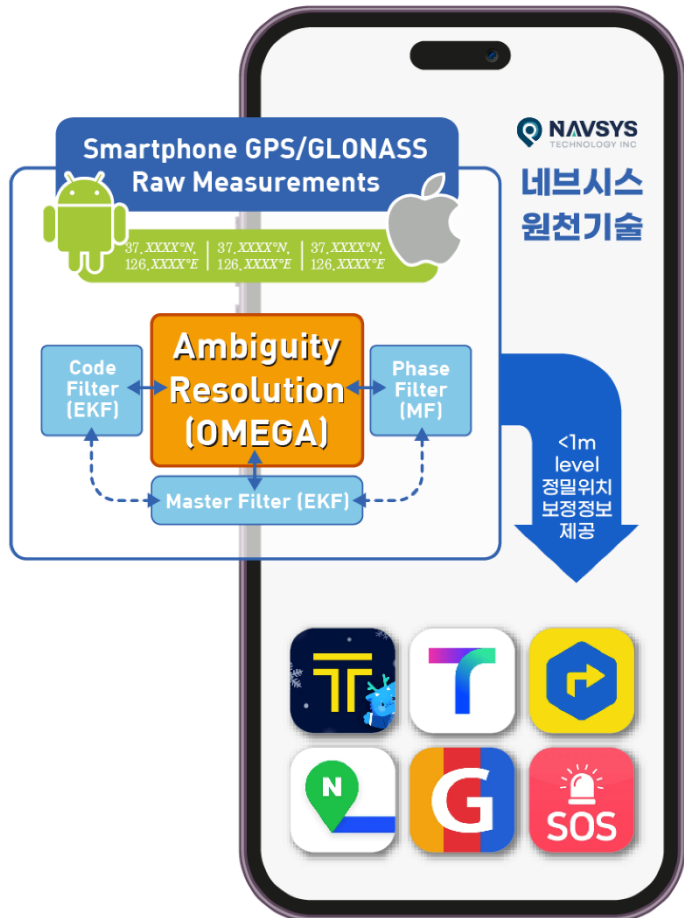 NAVSYS
TECHNOLOGY INC
네브시스
원천기술
Smartphone GPS/GLONASS
Raw Measurements
37.XXXX°N, | 37.XXXX°N, | 37.XXXX°N,
126.XXXX°E | 126.XXXX°E | 126.XXXX°E
Ambiguity
Resolution
(OMEGA)
Code
Filter
(EKF)
Phase
Filter
(MF)
Master Filter (EKF)
<1m
level
정밀위치
보정정보
제공
T
T
N
G
SOS